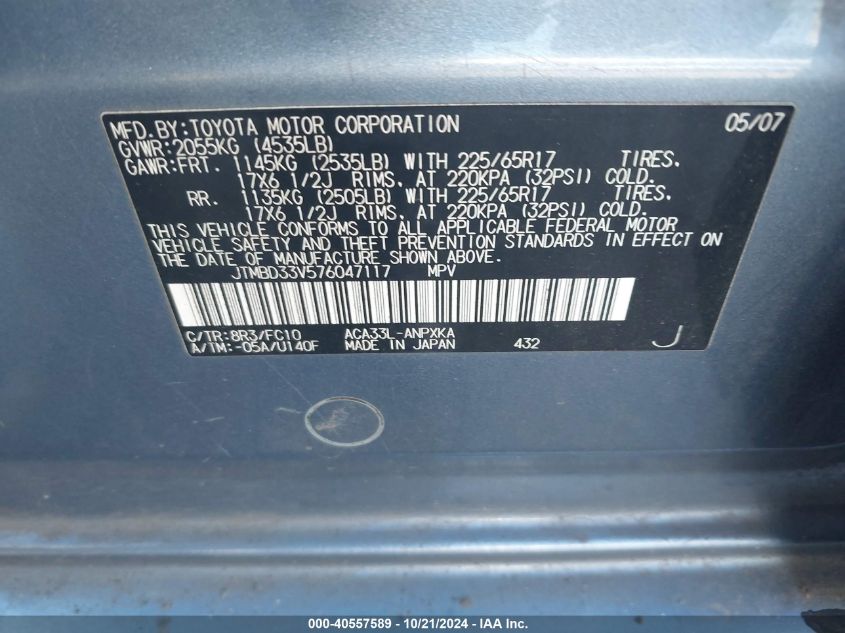 MFD.BY:TOYOTA MOTOR CORPORATION 05/07
GVWR:2055KG (4535LB)
GAWR:FRT. 1145KG (2535LB) WITH 225/65R17 TIRES,
17X6 1/2J RIMS, AT 220KPA (32PSI) COLD.
RR. 1135KG (2505LB) WITH 225/65R17 TIRES,
17X6 1/2J RIMS, AT 220KPA (32PSI) COLD.
THIS VEHICLE CONFORMS TO ALL APPLICABLE FEDERAL MOTOR
VEHICLE SAFETY AND THEFT PREVENTION STANDARDS IN EFFECT ON
THE DATE OF MANUFACTURE SHOWN ABOVE.
JTMBD33V576047117 MPV
C/TR:8R3/FC10 ACA33L-ANPXKA
A/TM:-05A/U140F MADE IN JAPAN 432 J
000-40557589 - 10/21/2024 - IAA Inc.